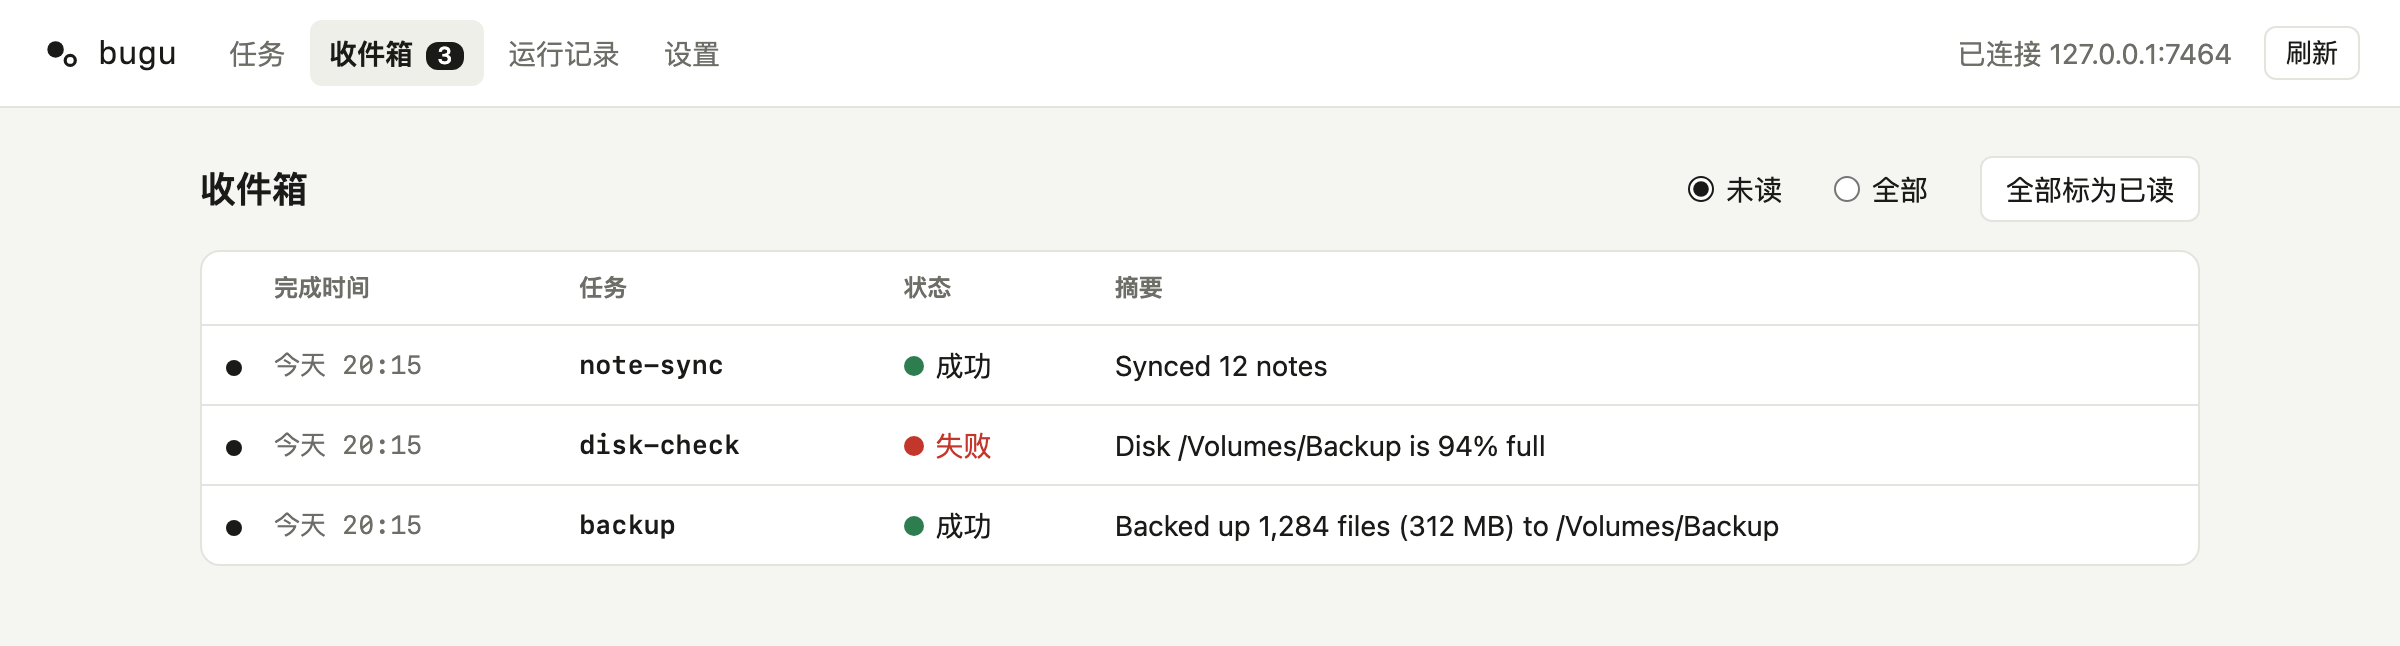 bugu 任务 收件箱 3 运行记录 设置 已连接 127.0.0.1:7464 刷新
收件箱 未读 全部 全部标为已读
完成时间 任务 状态 摘要
今天 20:15 note-sync 成功 Synced 12 notes
今天 20:15 disk-check 失败 Disk /Volumes/Backup is 94% full
今天 20:15 backup 成功 Backed up 1,284 files (312 MB) to /Volumes/Backup